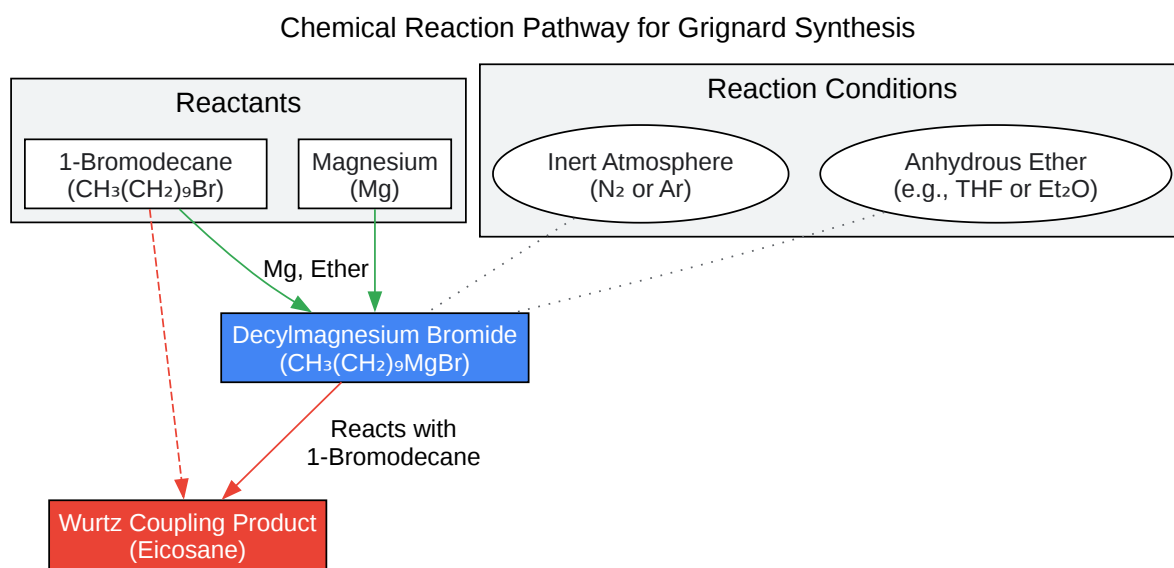 Chemical Reaction Pathway for Grignard Synthesis
Reactants
1-Bromodecane
(CH₃(CH₂)₉Br)
Magnesium
(Mg)
Reaction Conditions
Inert Atmosphere
(N₂ or Ar)
Anhydrous Ether
(e.g., THF or Et₂O)
Mg, Ether
Decylmagnesium Bromide
(CH₃(CH₂)₉MgBr)
Reacts with
1-Bromodecane
Wurtz Coupling Product
(Eicosane)